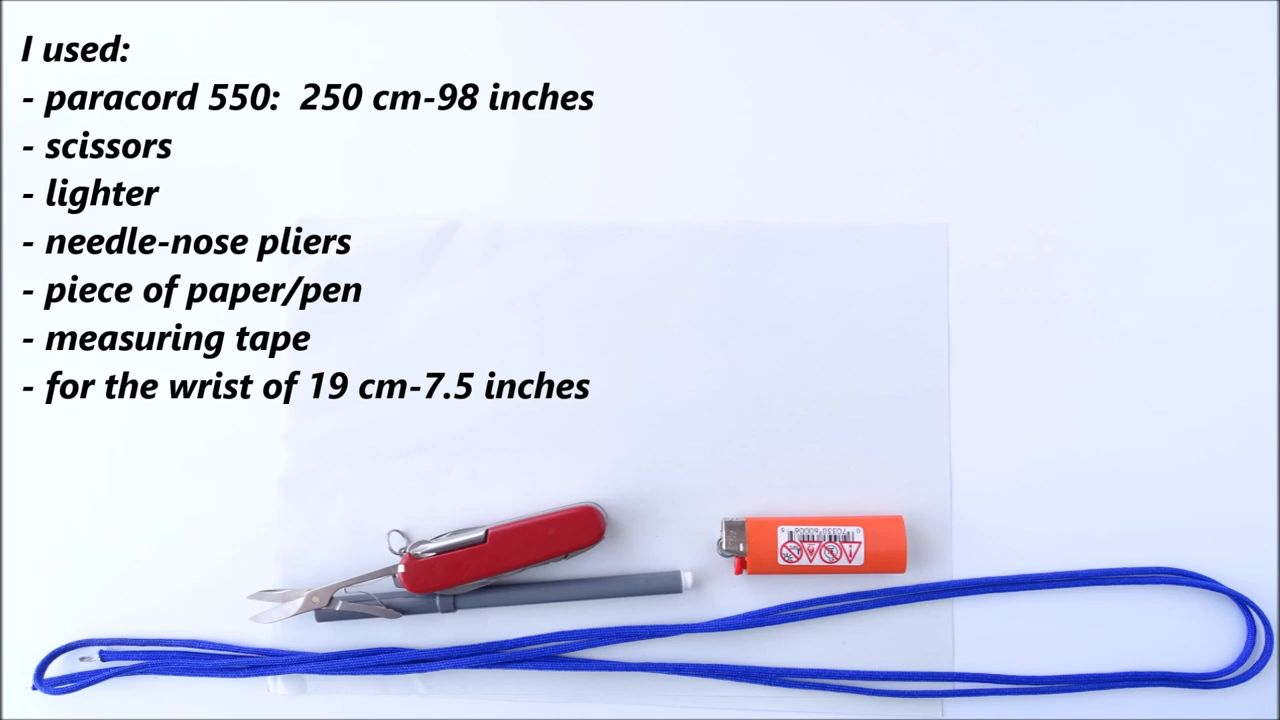 I used:
- paracord 550:  250 cm-98 inches
- scissors
- lighter
- needle-nose pliers
- piece of paper/pen
- measuring tape
- for the wrist of 19 cm-7.5 inches